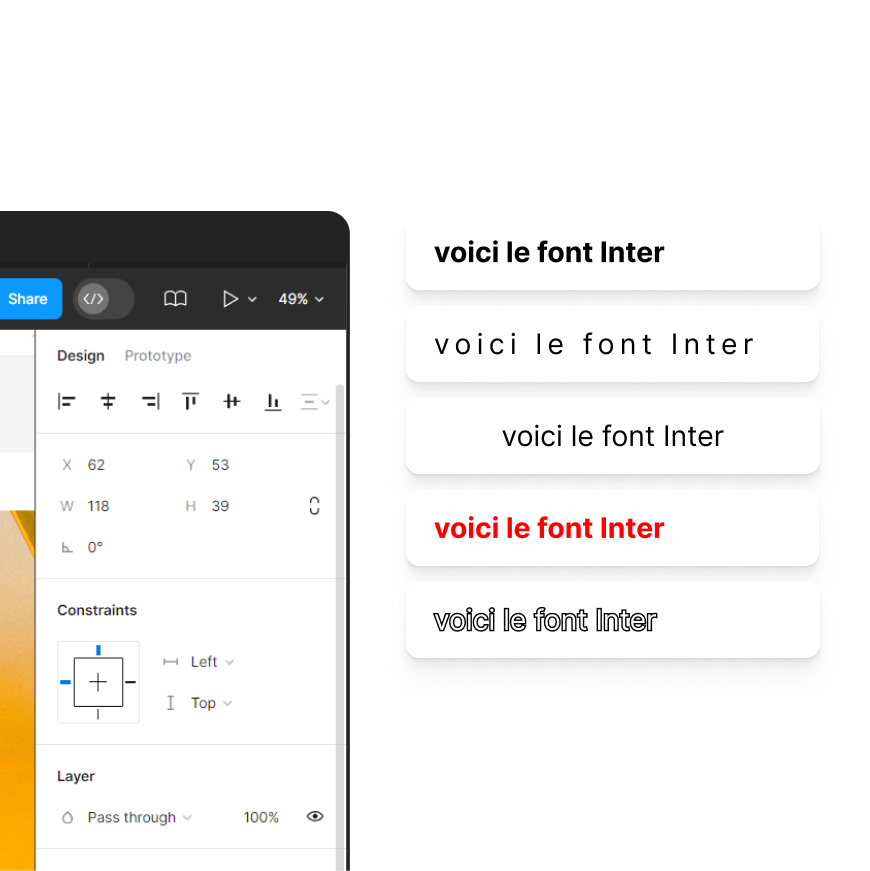 Share </> 49%
Design Prototype
X 62 Y 53
W 118 H 39
0°
Constraints
Left
Top
Layer
Pass through 100%
voici le font Inter
voici le font Inter
voici le font Inter
voici le font Inter
voici le font Inter